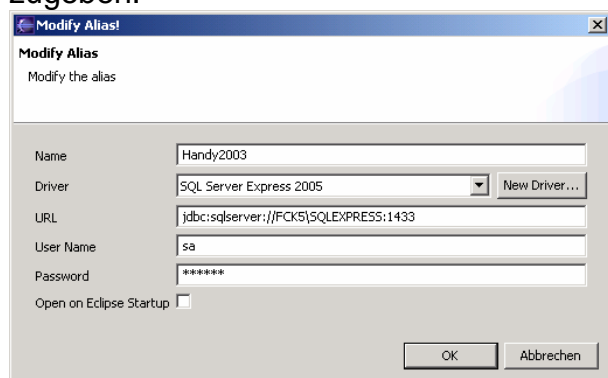 zugeben.
Modify Alias!
Modify Alias
Modify the alias
Name Handy2003
Driver SQL Server Express 2005 New Driver...
URL jdbc:sqlserver://FCK5\SQLEXPRESS:1433
User Name sa
Password ******
Open on Eclipse Startup
OK Abbrechen